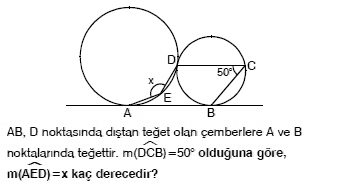 D
50°
C
x
E
A
B
AB, D noktasında dıştan teğet olan çemberlere A ve B
noktalarında teğettir. m(DCB)=50° olduğuna göre,
m(AED)=x kaç derecedir?